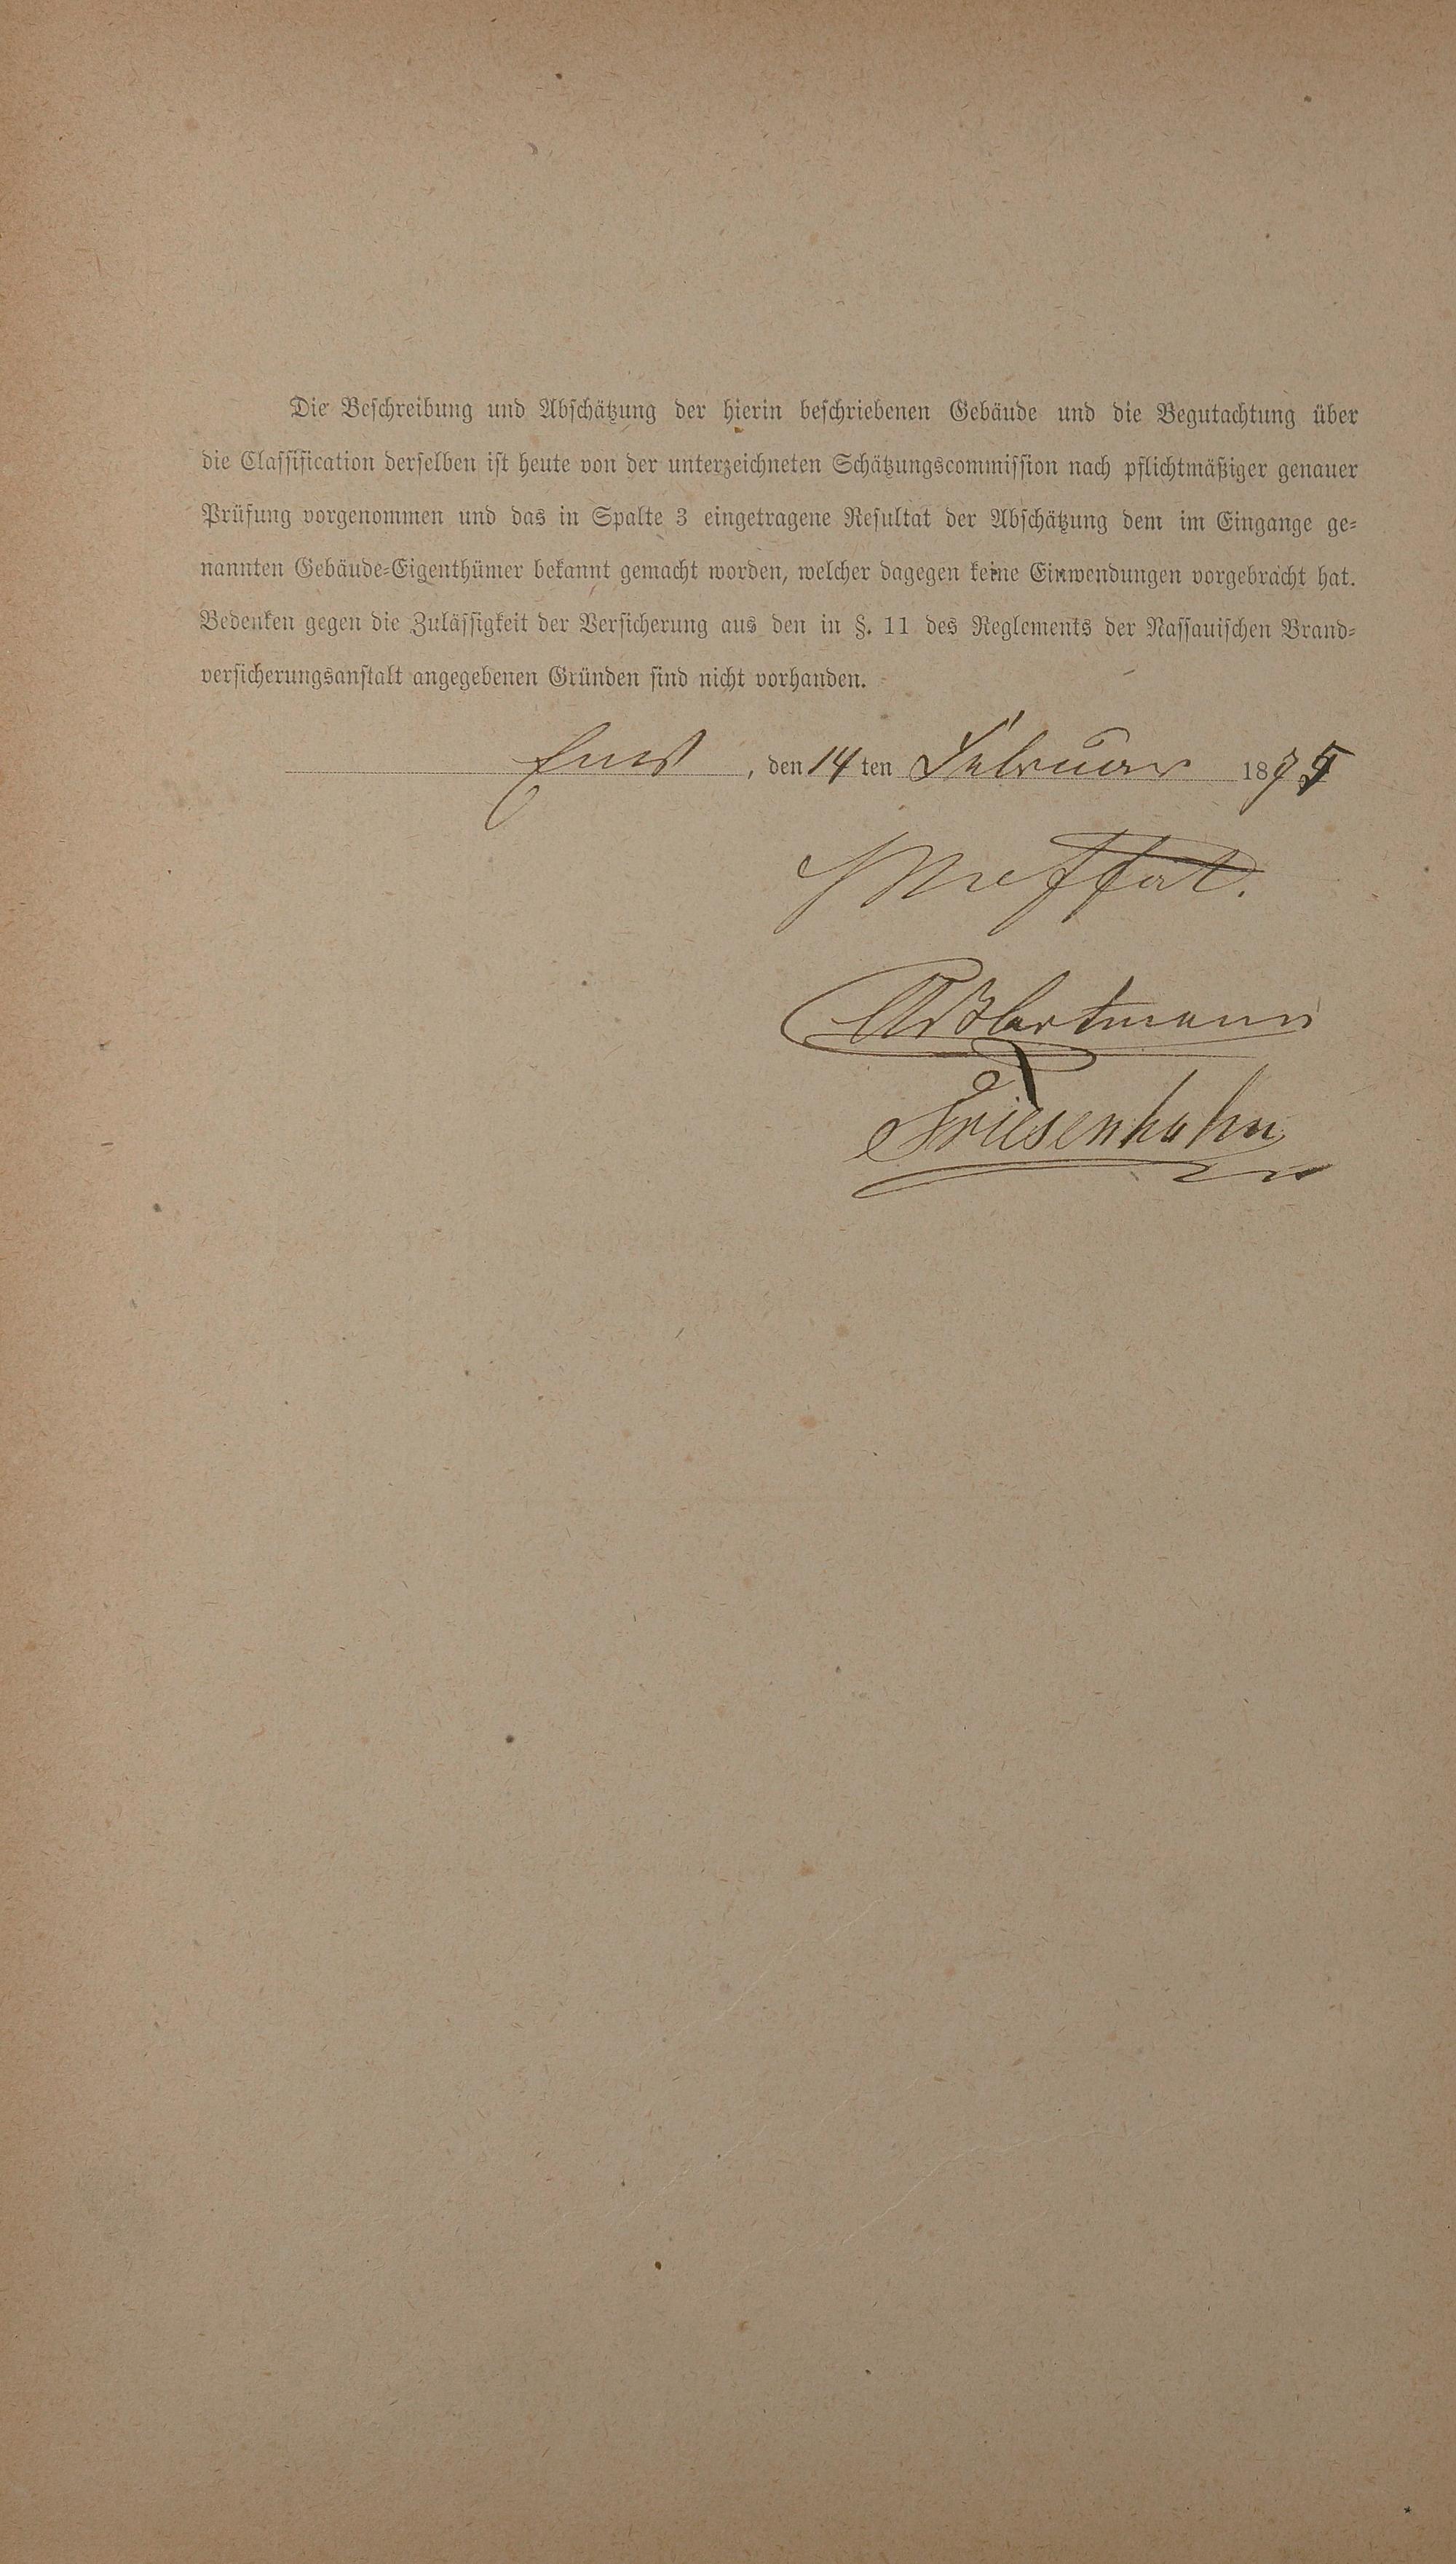 Die Beschreibung und Abschätzung der hierin beschriebenen Gebäude und die Begutachtung über
die Classification derselben ist heute von der unterzeichneten Schätzungscommission nach pflichtmäßiger genauer
Prüfung vorgenommen und das in Spalte 3 eingetragene Resultat der Abschätzung dem im Eingange ge-
nannten Gebäude-Eigenthümer bekannt gemacht worden, welcher dagegen keine Einwendungen vorgebracht hat.
Bedenken gegen die Zulässigkeit der Versicherung aus den in §. 11 des Reglements der Nassauischen Brand-
versicherungsanstalt angegebenen Gründen sind nicht vorhanden.
Ems, den 14ten Februar 1875
Hartmann
Friesenhahn